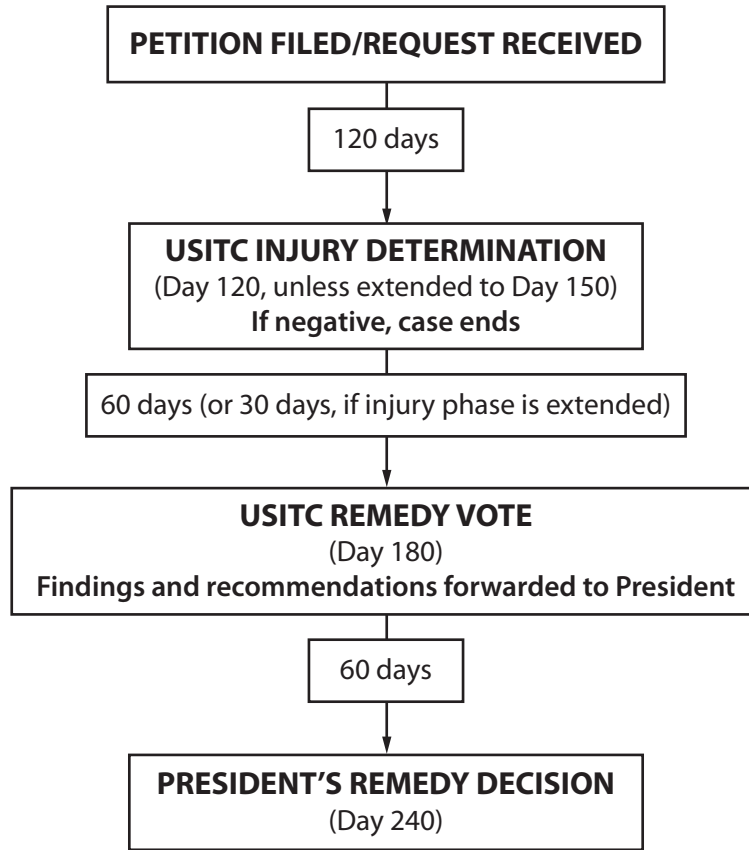 PETITION FILED/REQUEST RECEIVED
120 days
USITC INJURY DETERMINATION
(Day 120, unless extended to Day 150)
If negative, case ends
60 days (or 30 days, if injury phase is extended)
USITC REMEDY VOTE
(Day 180)
Findings and recommendations forwarded to President
60 days
PRESIDENT’S REMEDY DECISION
(Day 240)